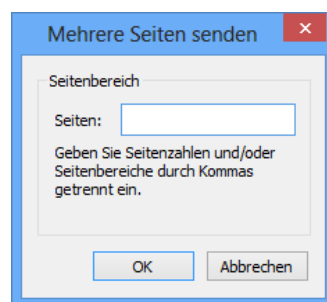 Mehrere Seiten senden
Seitenbereich
Seiten:
Geben Sie Seitenzahlen und/oder
Seitenbereiche durch Kommas
getrennt ein.
OK
Abbrechen